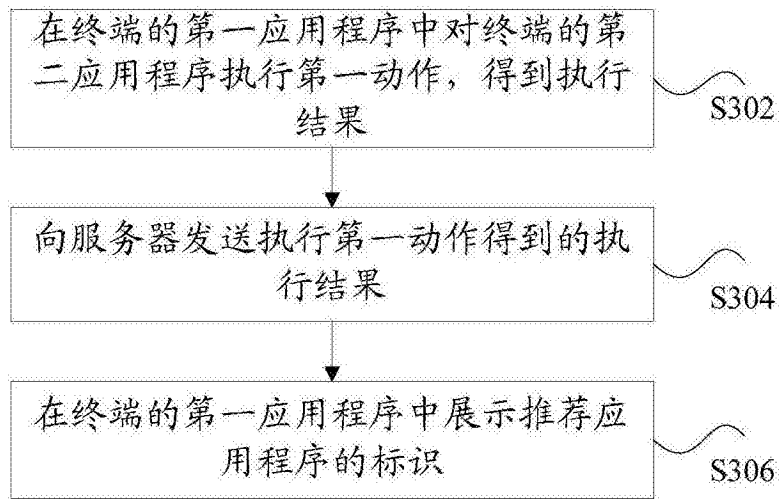 在终端的第一应用程序中对终端的第
二应用程序执行第一动作，得到执行
结果
S302
向服务器发送执行第一动作得到的执
行结果
S304
在终端的第一应用程序中展示推荐应
用程序的标识
S306